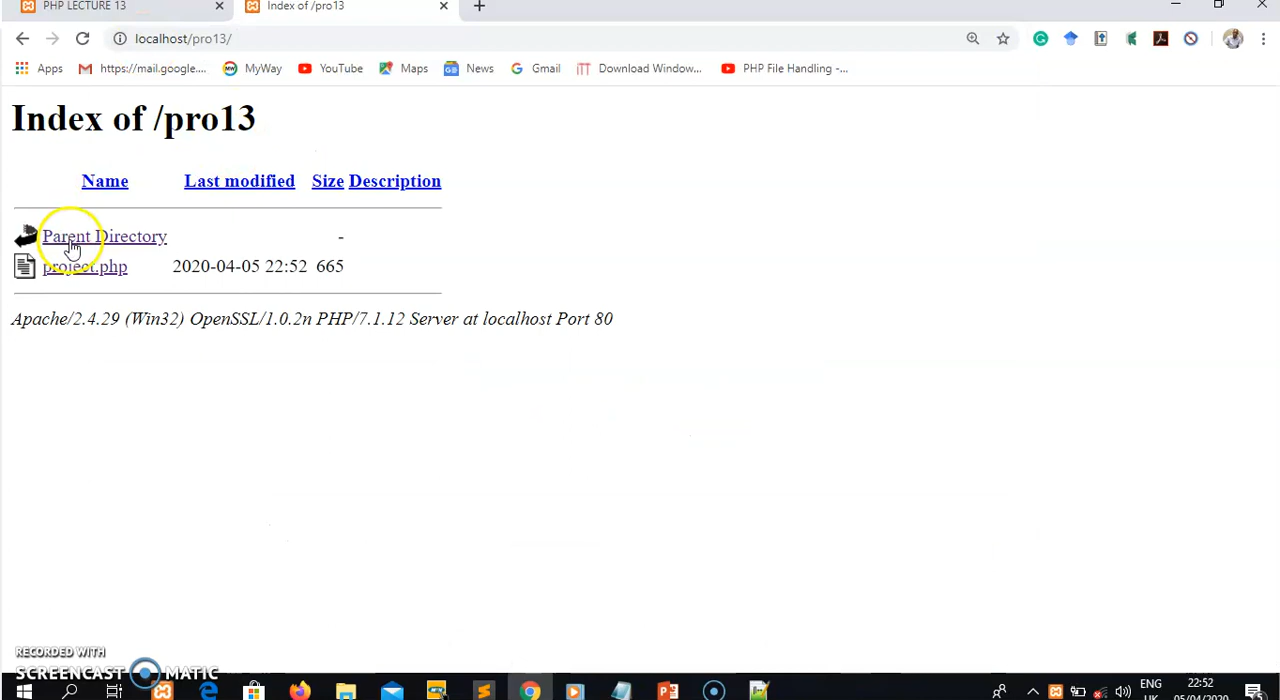 PHP LECTURE 13
Index of /pro13
localhost/pro13/
Apps https://mail.google.... MyWay YouTube Maps News Gmail Download Window... PHP File Handling -...
Index of /pro13
Name Last modified Size Description
Parent Directory -
project.php 2020-04-05 22:52 665
Apache/2.4.29 (Win32) OpenSSL/1.0.2n PHP/7.1.12 Server at localhost Port 80
RECORDED WITH
SCREENCAST MATIC
ENG 22:52
UK 05/04/2020